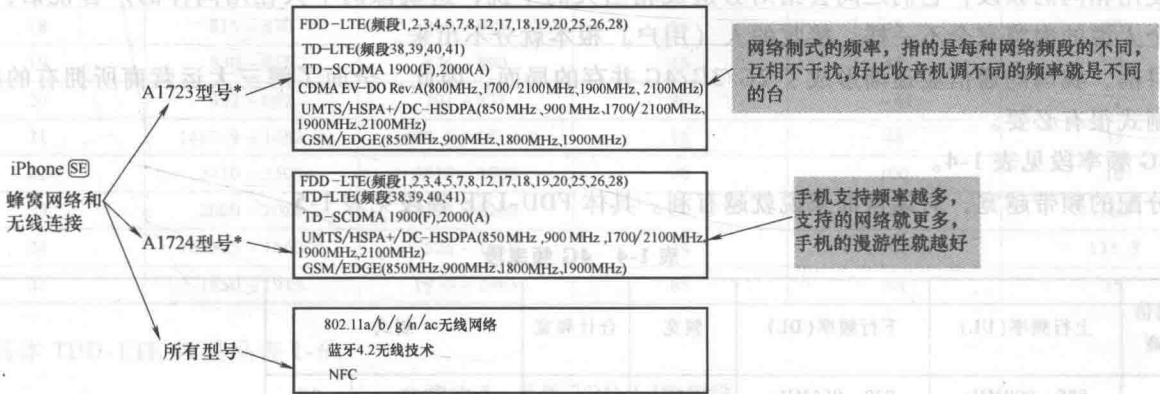 FDD-LTE(频段1,2,3,4,5,7,8,12,17,18,19,20,25,26,28)
TD-LTE(频段38,39,40,41)
TD-SCDMA 1900(F),2000(A)
CDMA EV-DO Rev.A(800MHz,1700/2100MHz,1900MHz, 2100MHz)
UMTS/HSPA+/DC-HSDPA(850MHz,900 MHz,1700/2100MHz,
1900MHz,2100MHz)
GSM/EDGE(850MHz,900MHz,1800MHz,1900MHz)
网络制式的频率，指的是每种网络频段的不同，
互相不干扰,好比收音机调不同的频率就是不同
的台
A1723型号*
iPhone SE
蜂窝网络和
无线连接
FDD-LTE(频段1,2,3,4,5,7,8,12,17,18,19,20,25,26,28)
TD-LTE(频段38,39,40,41)
TD-SCDMA 1900(F),2000(A)
UMTS/HSPA+/DC-HSDPA(850MHz,900 MHz,1700/2100MHz,
1900MHz,2100MHz)
GSM/EDGE(850MHz,900MHz,1800MHz,1900MHz)
手机支持频率越多，
支持的网络就更多，
手机的漫游性就越好
A1724型号*
802.11a/b/g/n/ac无线网络
蓝牙4.2无线技术
NFC
所有型号